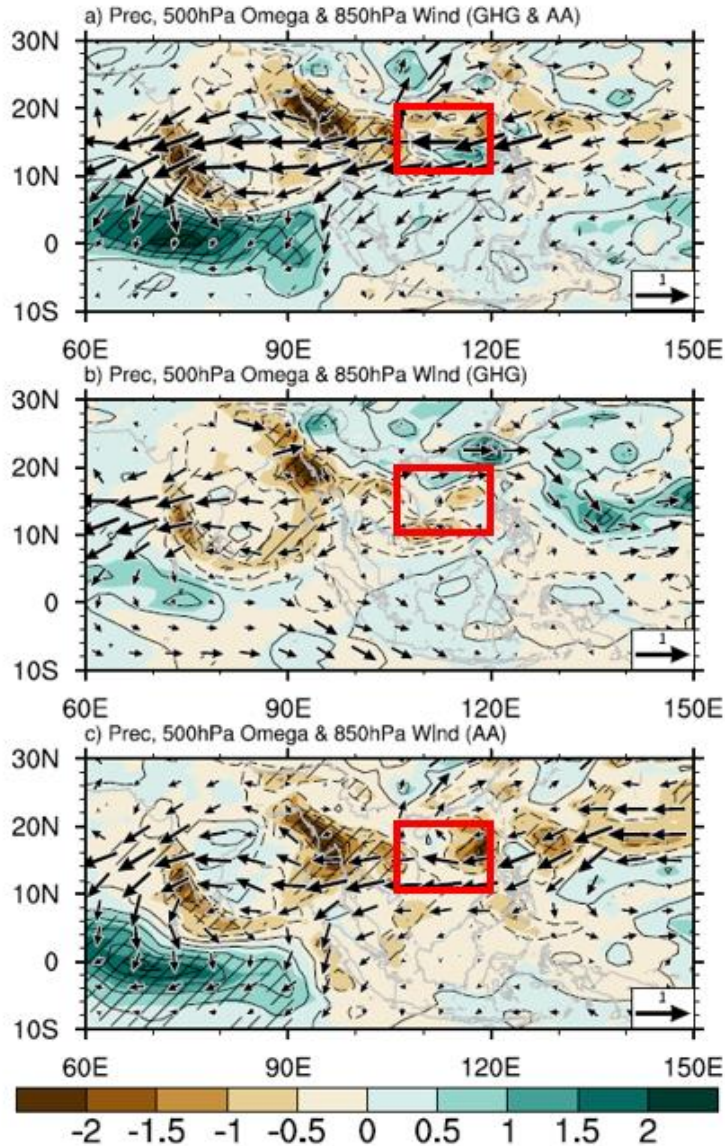 a) Prec, 500hPa Omega & 850hPa Wind (GHG & AA)
30N
20N
10N
0
10S
1
60E 90E 120E 150E
b) Prec, 500hPa Omega & 850hPa Wind (GHG)
30N
20N
10N
0
10S
1
60E 90E 120E 150E
c) Prec, 500hPa Omega & 850hPa Wind (AA)
30N
20N
10N
0
10S
1
60E 90E 120E 150E
-2 -1.5 -1 -0.5 0 0.5 1 1.5 2